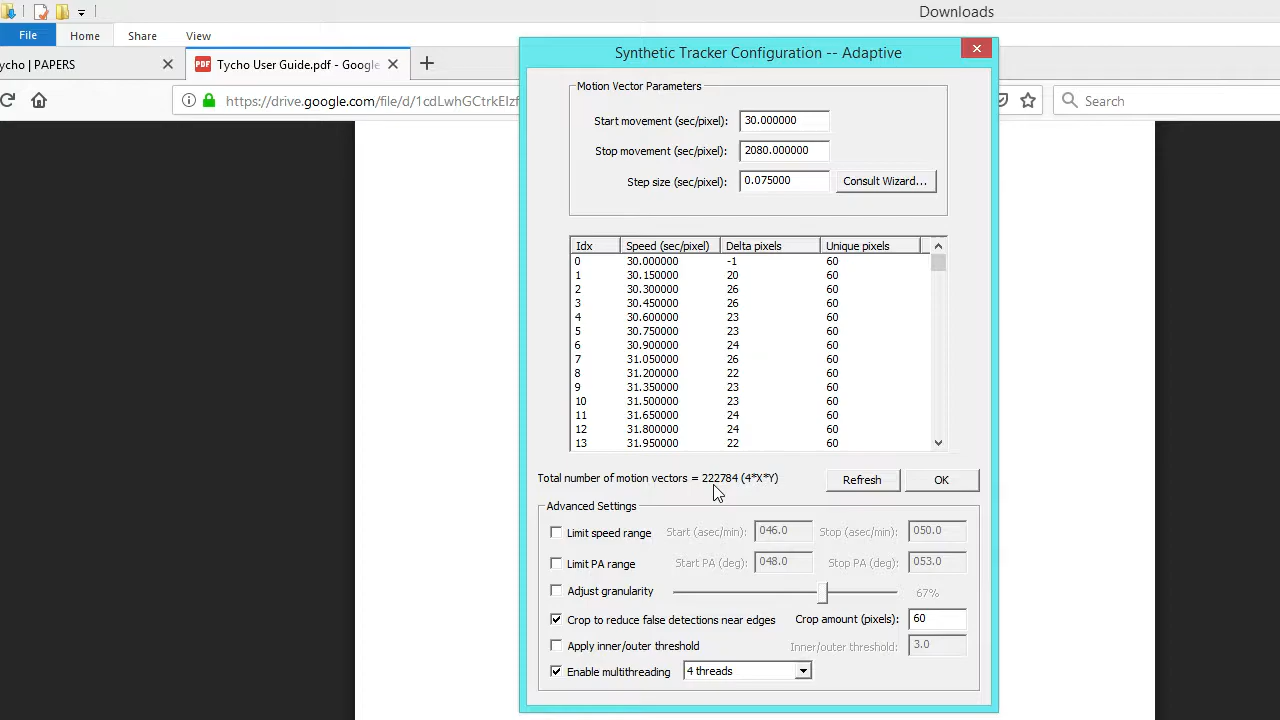 Downloads
File Home Share View
ycho | PAPERS
Tycho User Guide.pdf - Google
https://drive.google.com/file/d/1cdLwhGCtrkEIzf
Search
Synthetic Tracker Configuration -- Adaptive
Motion Vector Parameters
Start movement (sec/pixel): 30.000000
Stop movement (sec/pixel): 2080.000000
Step size (sec/pixel): 0.075000 Consult Wizard...
Idx Speed (sec/pixel) Delta pixels Unique pixels
0 30.000000 -1 60
1 30.150000 20 60
2 30.300000 26 60
3 30.450000 26 60
4 30.600000 23 60
5 30.750000 23 60
6 30.900000 24 60
7 31.050000 26 60
8 31.200000 22 60
9 31.350000 23 60
10 31.500000 23 60
11 31.650000 24 60
12 31.800000 24 60
13 31.950000 22 60
Total number of motion vectors = 222784 (4*X*Y) Refresh OK
Advanced Settings
Limit speed range Start (asec/min): 046.0 Stop (asec/min): 050.0
Limit PA range Start PA (deg): 048.0 Stop PA (deg): 053.0
Adjust granularity 67%
Crop to reduce false detections near edges Crop amount (pixels): 60
Apply inner/outer threshold Inner/outer threshold: 3.0
Enable multithreading 4 threads